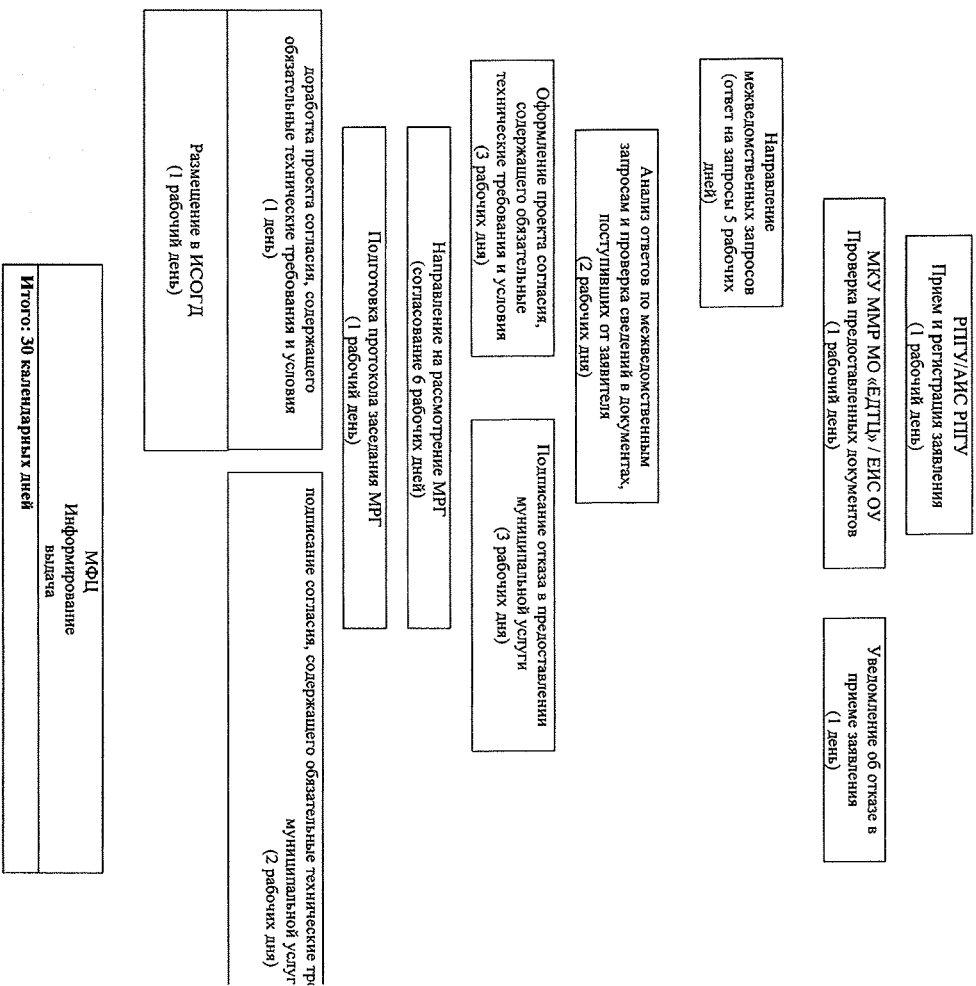 РПГУ/АИС РПГУ
Прием и регистрация заявления
(1 рабочий день)
МКУ ММР МО «ЕДТЦ» / ЕИС ОУ
Проверка предоставленных документов
(1 рабочий день)
Уведомление об отказе в
приеме заявления
(1 день)
Направление
межведомственных запросов
(ответ на запросы 5 рабочих
дней)
Анализ ответов по межведомственным
запросам и проверка сведений в документах,
поступивших от заявителя
(2 рабочих дня)
Оформление проекта согласия,
содержащего обязательные
технические требования и условия
(3 рабочих дня)
Подписание отказа в предоставлении
муниципальной услуги
(3 рабочих дня)
Направление на рассмотрение МРГ
(согласование 6 рабочих дней)
Подготовка протокола заседания МРГ
(1 рабочий день)
доработка проекта согласия, содержащего
обязательные технические требования и условия
(1 день)
подписание согласия, содержащего обязательные технические
муниципальной
(2 рабочих дня)
Размещение в ИСОГД
(1 рабочий день)
МФЦ
Информирование
выдача
Итого: 30 календарных дней